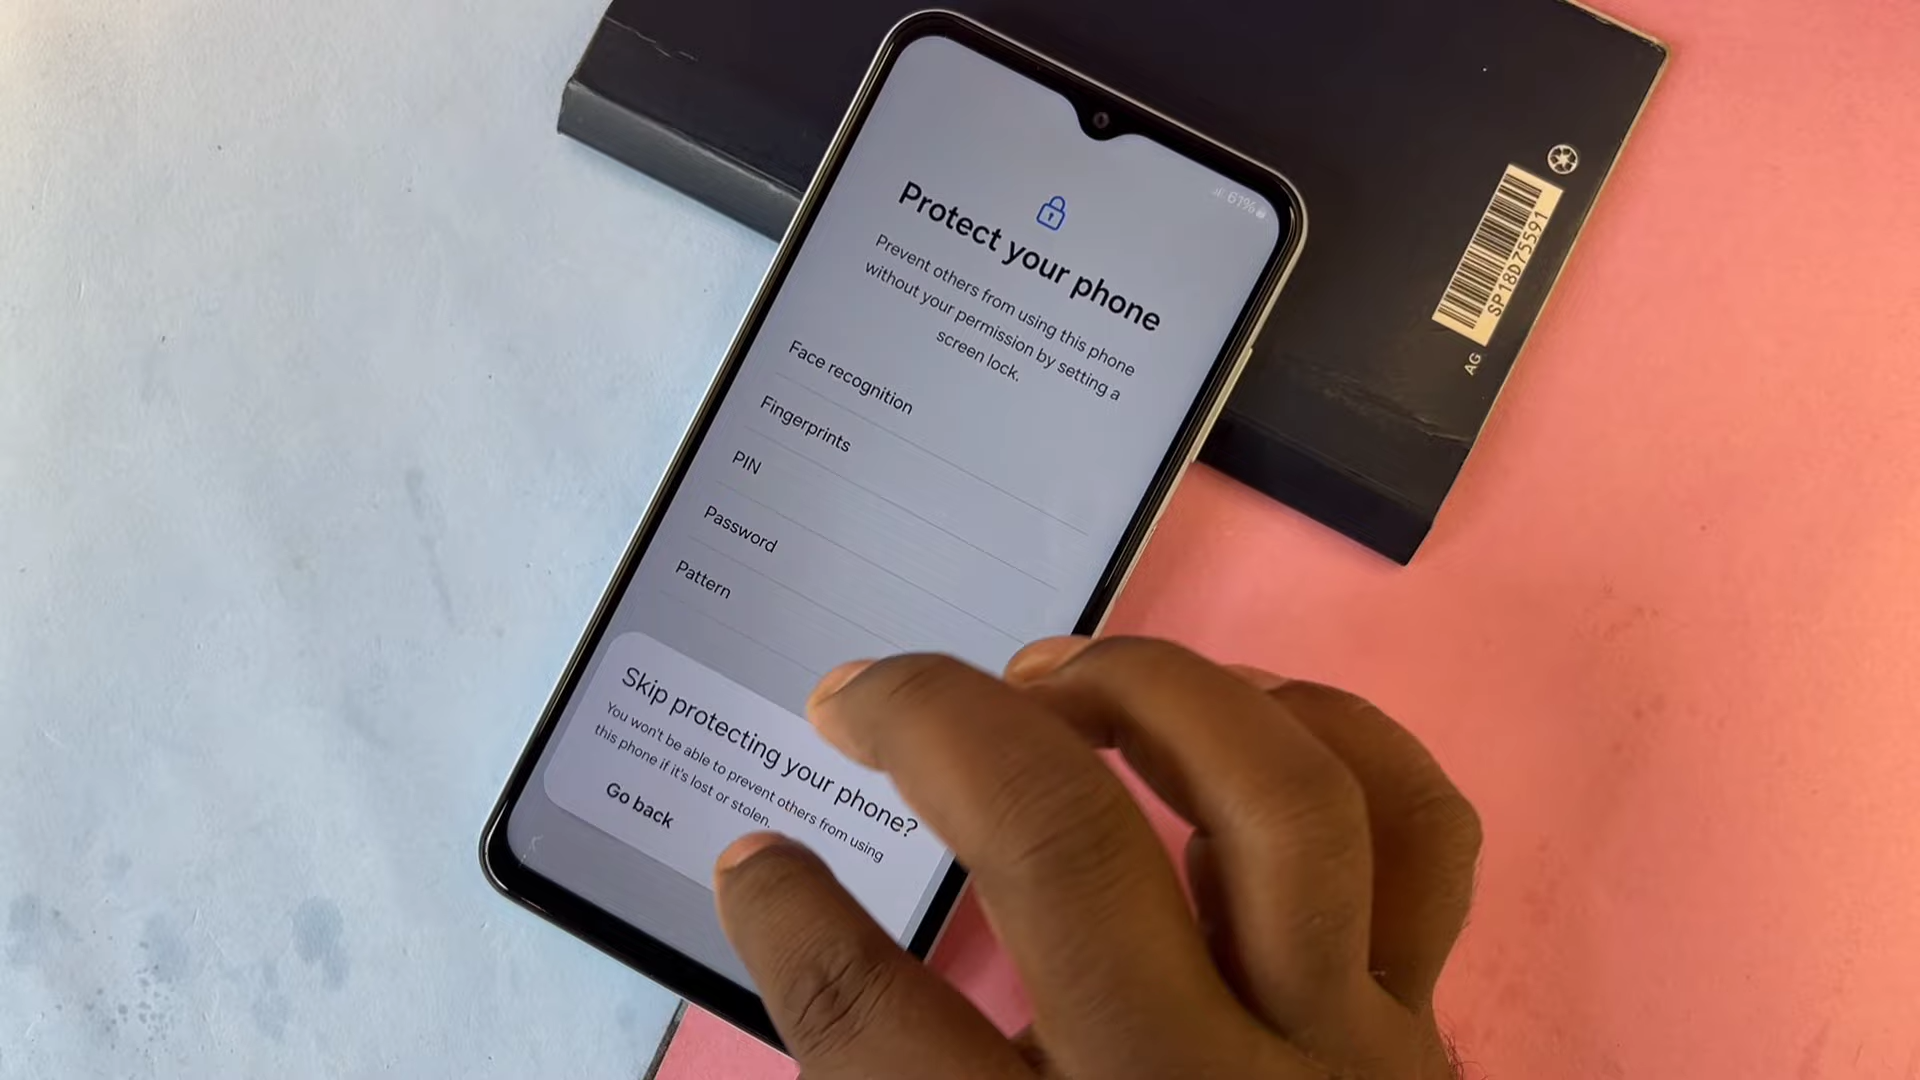 61%
Protect your phone
Prevent others from using this phone
without your permission by setting a
screen lock.
Face recognition
Fingerprints
PIN
Password
Pattern
Skip protecting your phone?
You won't be able to prevent others from using
this phone if it's lost or stolen.
Go back
SP18D75591
AG